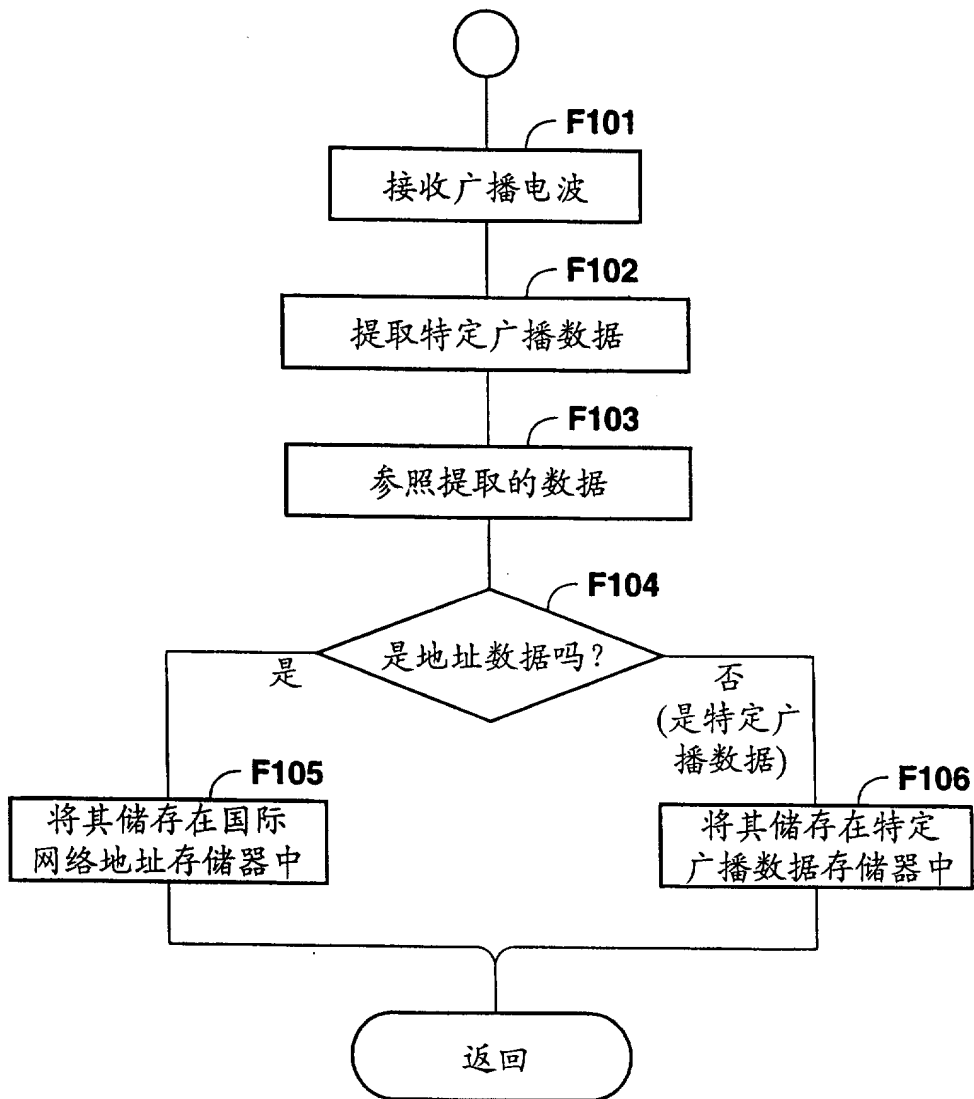 F101
接收广播电波
F102
提取特定广播数据
F103
参照提取的数据
F104
是地址数据吗?
是
否
(是特定广
播数据)
F105
将其储存在国际
网络地址存储器中
F106
将其储存在特定
广播数据存储器中
返回